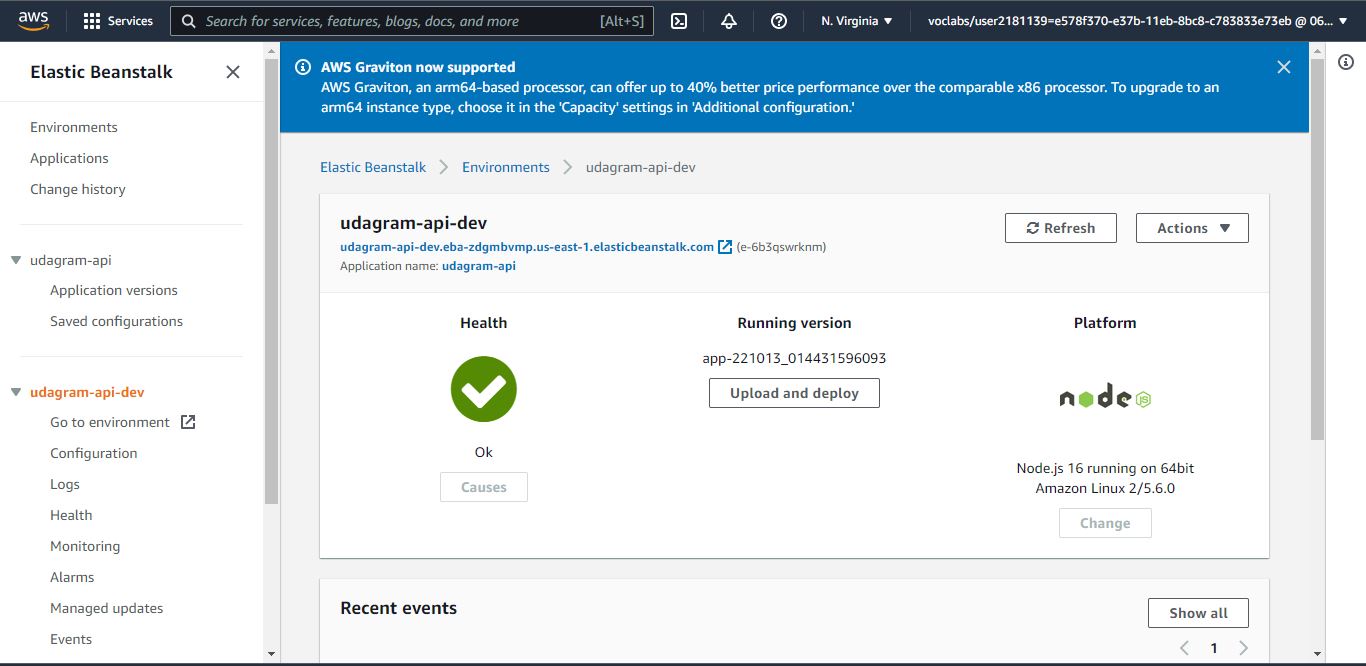 aws
Services
Search for services, features, blogs, docs, and more
[Alt+S]
N. Virginia
voclabs/user2181139=e578f370-e37b-11eb-8bc8-c783833e73eb @ 06...
Elastic Beanstalk
Environments
Applications
Change history
udagram-api
Application versions
Saved configurations
udagram-api-dev
Go to environment
Configuration
Logs
Health
Monitoring
Alarms
Managed updates
Events
AWS Graviton now supported
AWS Graviton, an arm64-based processor, can offer up to 40% better price performance over the comparable x86 processor. To upgrade to an
arm64 instance type, choose it in the 'Capacity' settings in 'Additional configuration.'
Elastic Beanstalk
Environments
udagram-api-dev
udagram-api-dev
udagram-api-dev.eba-zdgmbvmp.us-east-1.elasticbeanstalk.com (e-6b3qswrknm)
Application name: udagram-api
Refresh
Actions
Health
Ok
Causes
Running version
app-221013_014431596093
Upload and deploy
Platform
node JS
Node.js 16 running on 64bit
Amazon Linux 2/5.6.0
Change
Recent events
Show all
1